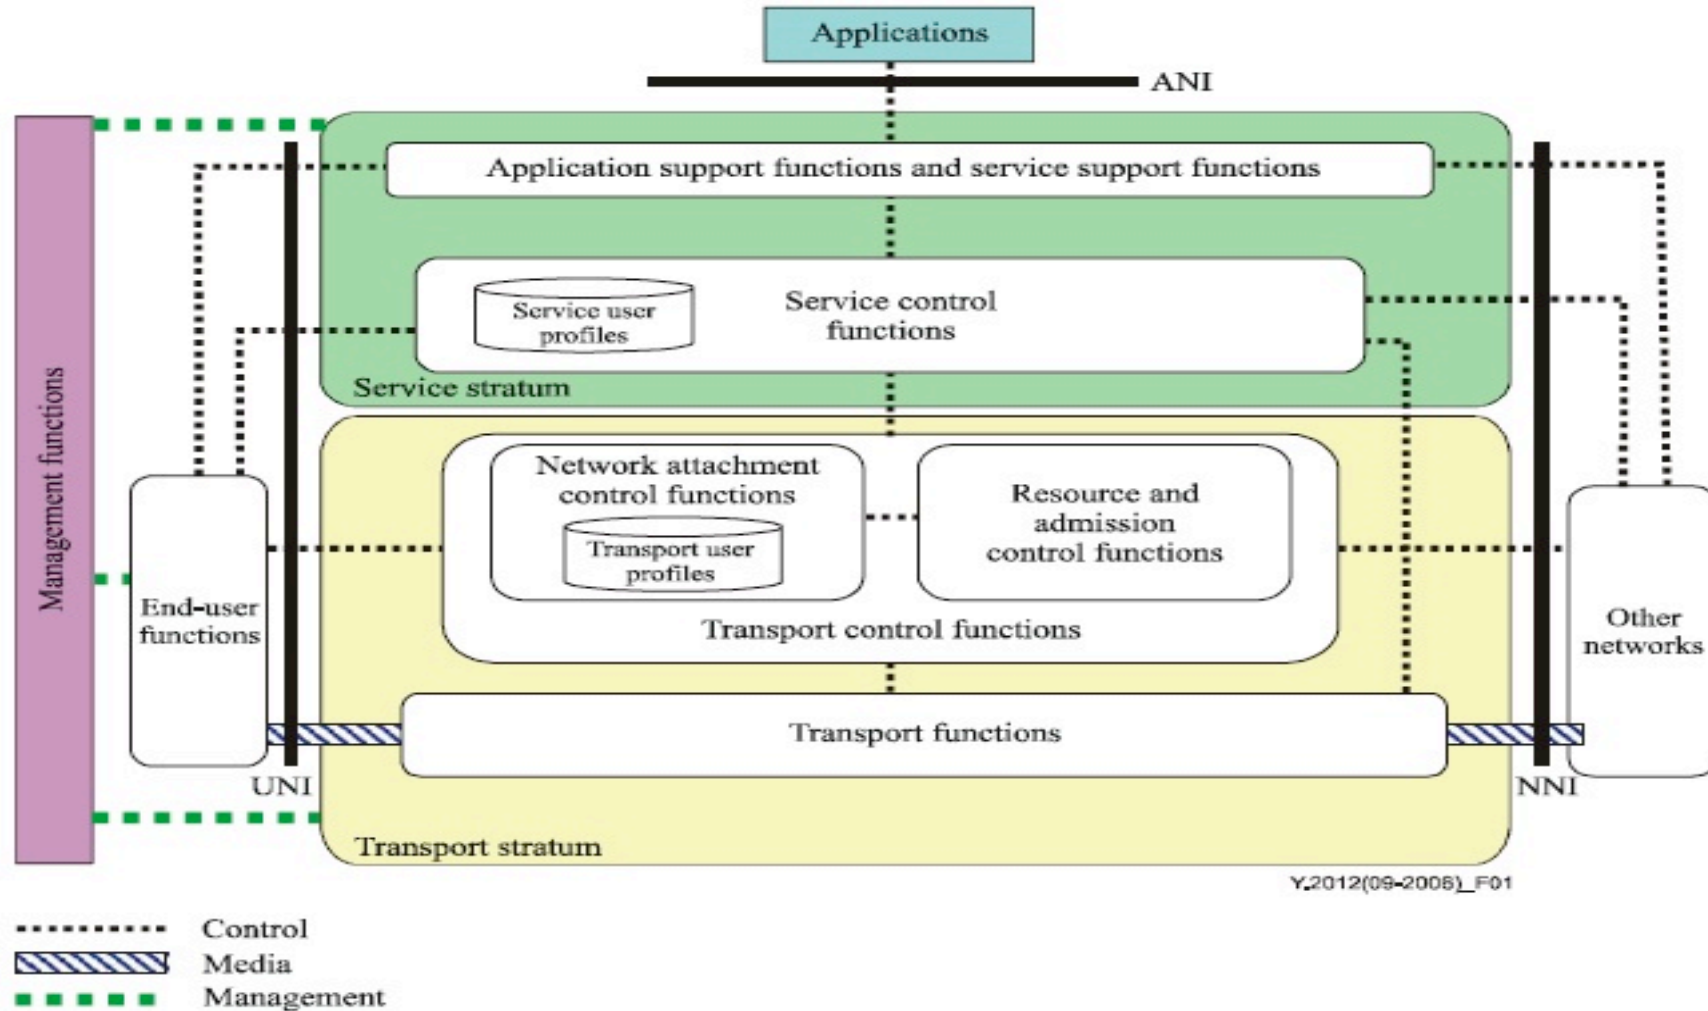 Applications
ANI
Application support functions and service support functions
Service user
profiles
Service control
functions
Service stratum
Management functions
Network attachment
control functions
Transport user
profiles
Resource and
admission
control functions
Transport control functions
End-user
functions
Other
networks
Transport functions
UNI
NNI
Transport stratum
Y.2012(09-2006)_F01
Control
Media
Management